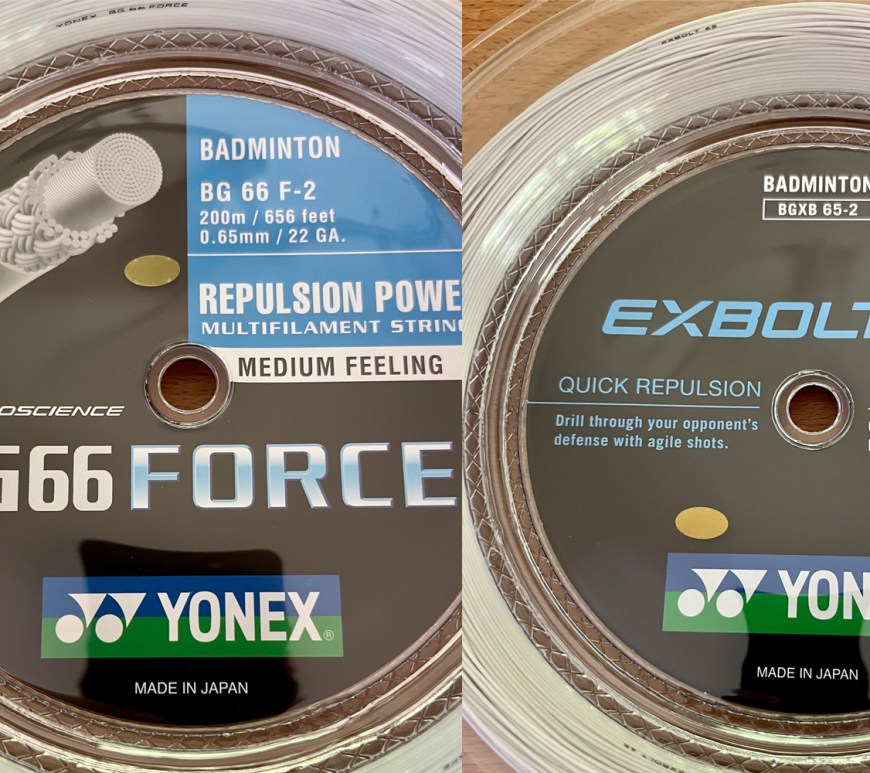 YONEX BG 66 FORCE
BADMINTON
BG 66 F-2
200m / 656 feet
0.65mm / 22 GA.
REPULSION POWE
MULTIFILAMENT STRIN
MEDIUM FEELING
OSCIENCE
G66 FORCE
YONEX®
MADE IN JAPAN
EXBOLT 65
BADMINTON
BGXB 65-2
EXBOLT
QUICK REPULSION
Drill through your opponent's
defense with agile shots.
YON
MADE IN JAPAN